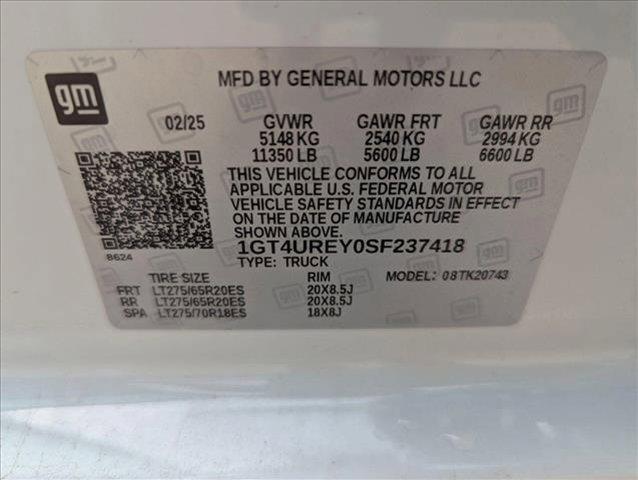 gm
MFD BY GENERAL MOTORS LLC
02/25 GVWR GAWR FRT GAWR RR
5148 KG 2540 KG 2994 KG
11350 LB 5600 LB 6600 LB
THIS VEHICLE CONFORMS TO ALL
APPLICABLE U.S. FEDERAL MOTOR
VEHICLE SAFETY STANDARDS IN EFFECT
ON THE DATE OF MANUFACTURE
SHOWN ABOVE.
8624 1GT4UREY0SF237418
TYPE: TRUCK
TIRE SIZE RIM MODEL: 08TK20743
FRT LT275/65R20ES 20X8.5J
RR LT275/65R20ES 20X8.5J
SPA LT275/70R18ES 18X8J